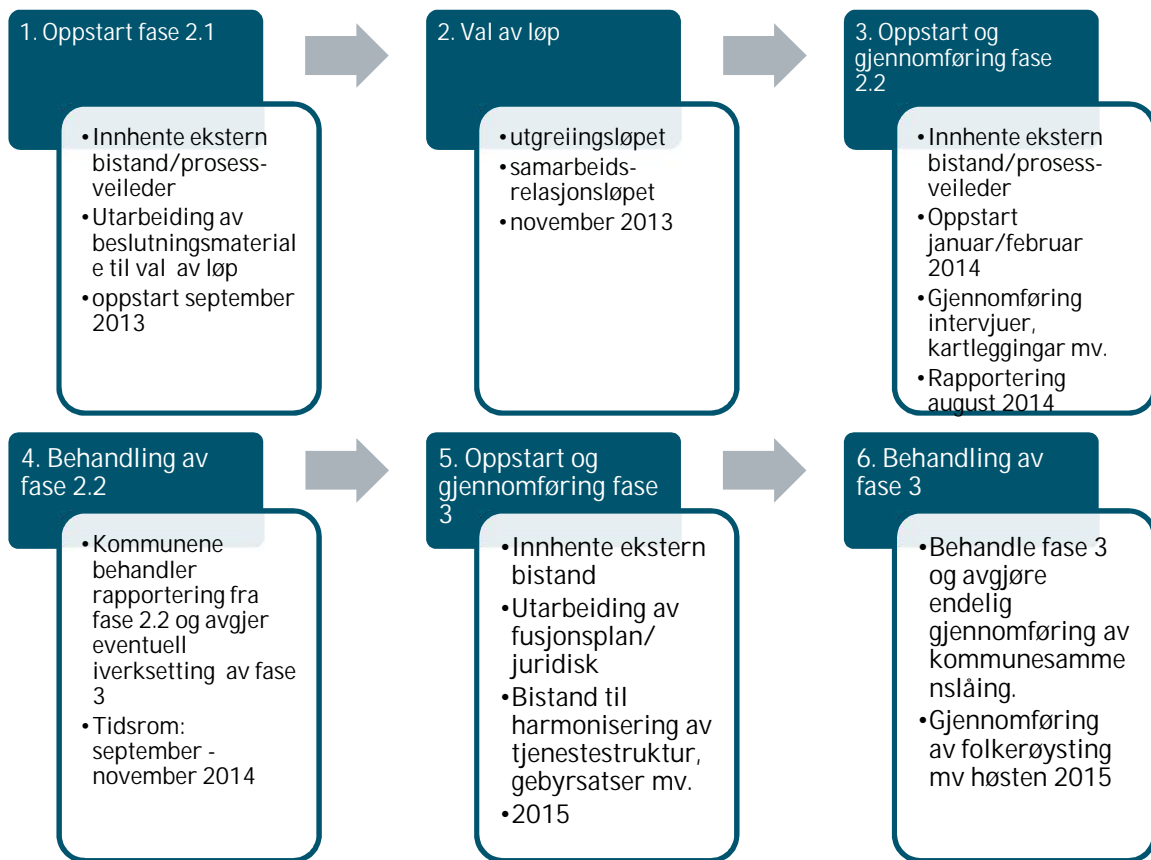 1. Oppstart fase 2.1
•Innhente ekstern
bistand/prosess-
veileder
•Utarbeiding av
beslutningsmaterial
e til val av løp
•oppstart september
2013
2. Val av løp
•utgreiingsløpet
•samarbeids-
relasjonsløpet
•november 2013
3. Oppstart og
gjennomføring fase
2.2
•Innhente ekstern
bistand/prosess-
veileder
•Oppstart
januar/februar
2014
•Gjennomføring
intervjuer,
kartleggingar mv.
•Rapportering
august 2014
4. Behandling av
fase 2.2
•Kommunene
behandler
rapportering fra
fase 2.2 og avgjer
eventuell
iverksetting av fase
3
•Tidsrom:
september -
november 2014
5. Oppstart og
gjennomføring fase
3
•Innhente ekstern
bistand
•Utarbeiding av
fusjonsplan/
juridisk
•Bistand til
harmonisering av
tjenestestruktur,
gebyrsatser mv.
•2015
6. Behandling av
fase 3
•Behandle fase 3
og avgjøre
endelig
gjennomføring av
kommunesamme
nslåing.
•Gjennomføring
av folkerøysting
mv høsten 2015